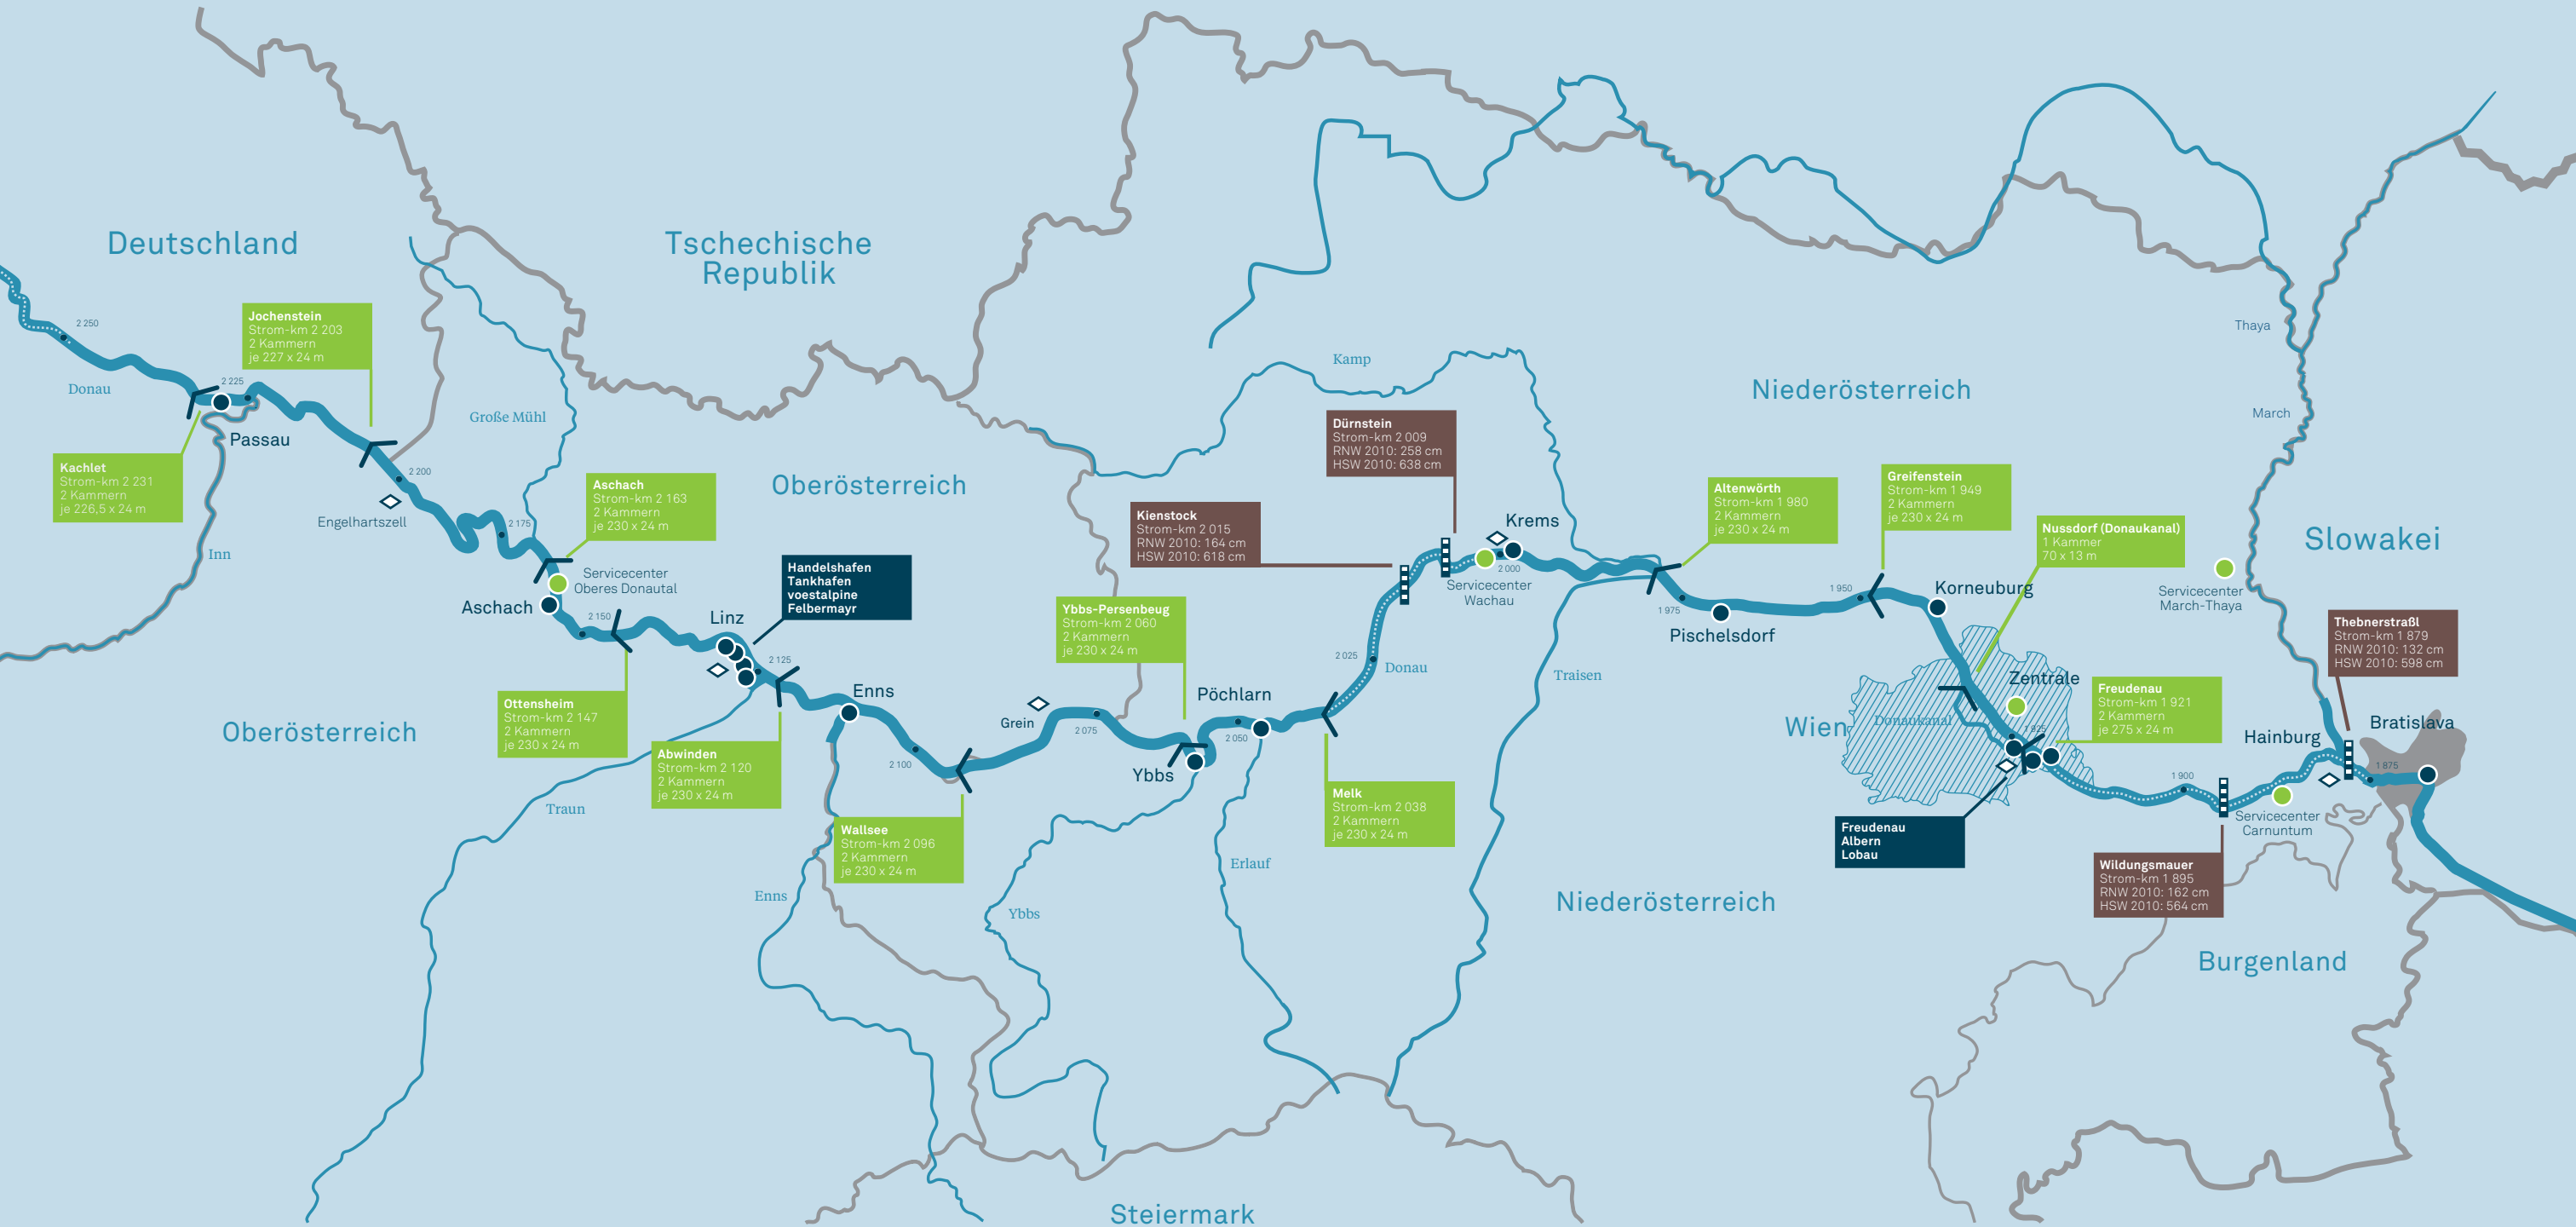 Deutschland
Tschechische
Republik
2 250
Jochenstein
Strom-km 2 203
2 Kammern
je 227 x 24 m
Donau
2 225
Passau
Kachlet
Strom-km 2 231
2 Kammern
je 226,5 x 24 m
Inn
Große Mühl
2 200
Engelhartszell
2 175
Aschach
Strom-km 2 163
2 Kammern
je 230 x 24 m
Oberösterreich
Servicecenter
Oberes Donautal
Aschach
2 150
Linz
Handelshafen
Tankhafen
voestalpine
Felbermayr
2 125
Oberösterreich
Ottensheim
Strom-km 2 147
2 Kammern
je 230 x 24 m
Abwinden
Strom-km 2 120
2 Kammern
je 230 x 24 m
Traun
Enns
2 100
Wallsee
Strom-km 2 096
2 Kammern
je 230 x 24 m
Enns
Grein
2 075
Ybbs-Persenbeug
Strom-km 2 060
2 Kammern
je 230 x 24 m
Ybbs
Pöchlarn
2 050
Ybbs
Erlauf
Melk
Strom-km 2 038
2 Kammern
je 230 x 24 m
2 025
Donau
Kamp
Dürnstein
Strom-km 2 009
RNW 2010: 258 cm
HSW 2010: 638 cm
Kienstock
Strom-km 2 015
RNW 2010: 164 cm
HSW 2010: 618 cm
Krems
2 000
Servicecenter
Wachau
Traisen
Niederösterreich
Altenwörth
Strom-km 1 980
2 Kammern
je 230 x 24 m
1 975
Pischelsdorf
Greifenstein
Strom-km 1 949
2 Kammern
je 230 x 24 m
1 950
Korneuburg
Nussdorf (Donaukanal)
1 Kammer
70 x 13 m
Wien
Donaukanal
Zentrale
1 925
Freudenau
Strom-km 1 921
2 Kammern
je 275 x 24 m
Freudenau
Albern
Lobau
Niederösterreich
Thaya
March
Slowakei
Servicecenter
March-Thaya
Thebnerstraßl
Strom-km 1 879
RNW 2010: 132 cm
HSW 2010: 598 cm
Bratislava
Hainburg
1 875
1 900
Servicecenter
Carnuntum
Wildungsmauer
Strom-km 1 895
RNW 2010: 162 cm
HSW 2010: 564 cm
Burgenland
Steiermark